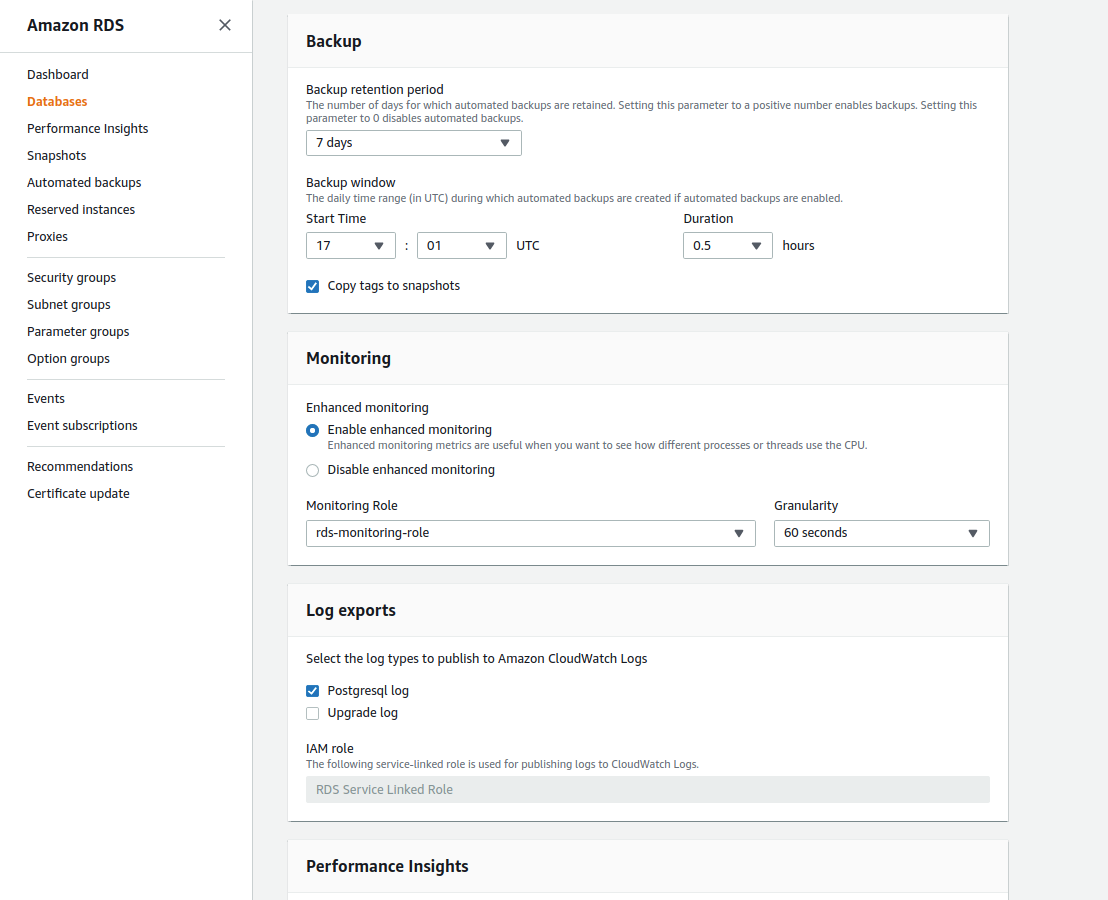 Amazon RDS
Dashboard
Databases
Performance Insights
Snapshots
Automated backups
Reserved instances
Proxies
Security groups
Subnet groups
Parameter groups
Option groups
Events
Event subscriptions
Recommendations
Certificate update
Backup
Backup retention period
The number of days for which automated backups are retained. Setting this parameter to a positive number enables backups. Setting this
parameter to 0 disables automated backups.
7 days
Backup window
The daily time range (in UTC) during which automated backups are created if automated backups are enabled.
Start Time
Duration
17 : 01 UTC
0.5 hours
Copy tags to snapshots
Monitoring
Enhanced monitoring
Enable enhanced monitoring
Enhanced monitoring metrics are useful when you want to see how different processes or threads use the CPU.
Disable enhanced monitoring
Monitoring Role
Granularity
rds-monitoring-role
60 seconds
Log exports
Select the log types to publish to Amazon CloudWatch Logs
Postgresql log
Upgrade log
IAM role
The following service-linked role is used for publishing logs to CloudWatch Logs.
RDS Service Linked Role
Performance Insights